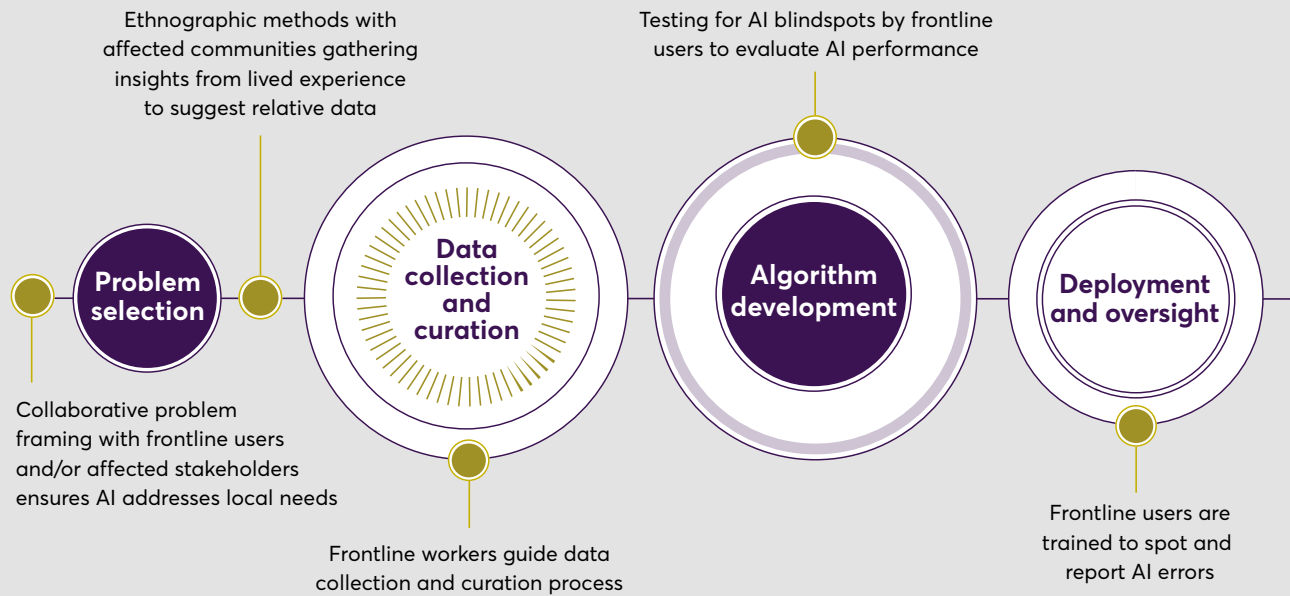 Ethnographic methods with
affected communities gathering
insights from lived experience
to suggest relative data
Testing for AI blindspots by frontline
users to evaluate AI performance
Problem
selection
Data
collection
and
curation
Algorithm
development
Deployment
and oversight
Collaborative problem
framing with frontline users
and/or affected stakeholders
ensures AI addresses local needs
Frontline workers guide data
collection and curation process
Frontline users are
trained to spot and
report AI errors